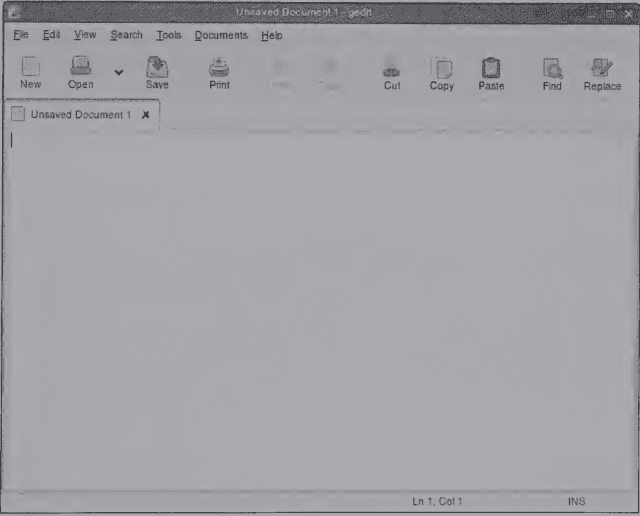 Unsaved Document 1 - gedit
File Edit View Search Tools Documents Help
New Open Save Print Cut Copy Paste Find Replace
Unsaved Document 1
Ln 1, Col 1 INS